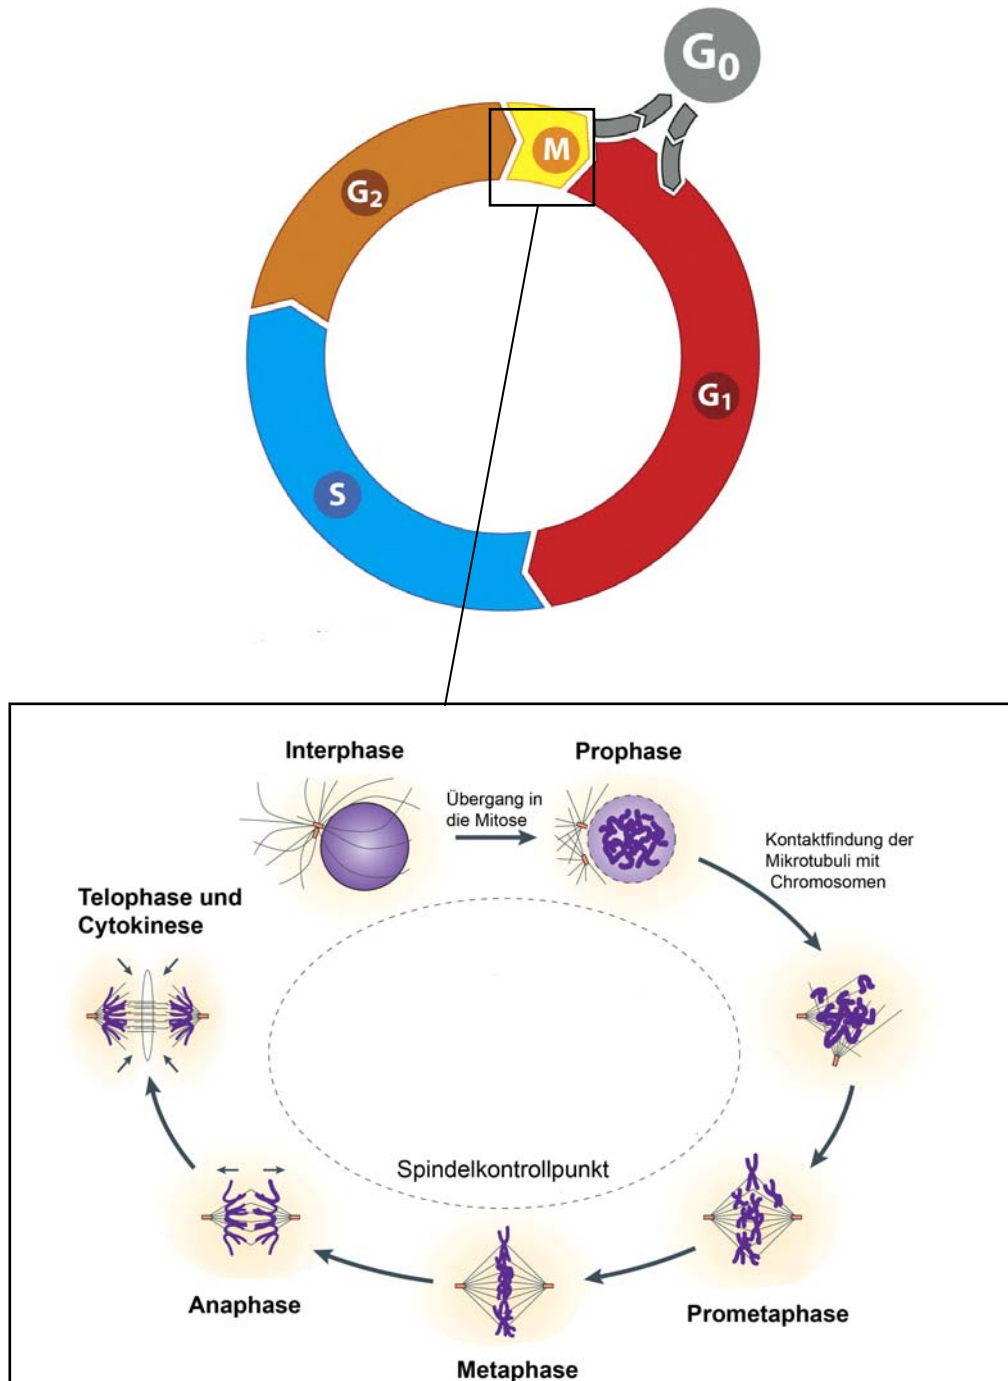 G0
M
G2
G1
S
Interphase
Prophase
Übergang in
die Mitose
Kontaktfindung der
Mikrotubuli mit
Chromosomen
Telophase und
Cytokinese
Spindelkontrollpunkt
Anaphase
Prometaphase
Metaphase